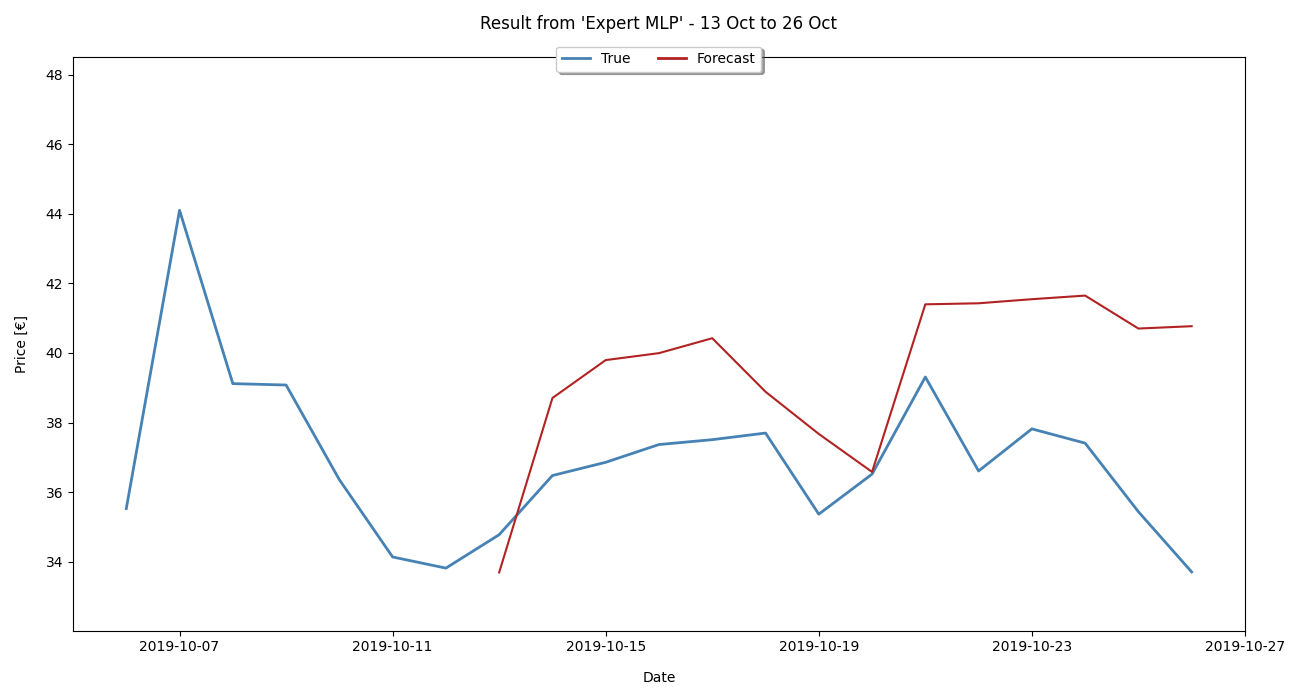 Result from 'Expert MLP' - 13 Oct to 26 Oct
True Forecast
48
46
44
42
40
38
36
34
Price [€]
2019-10-07 2019-10-11 2019-10-15 2019-10-19 2019-10-23 2019-10-27
Date